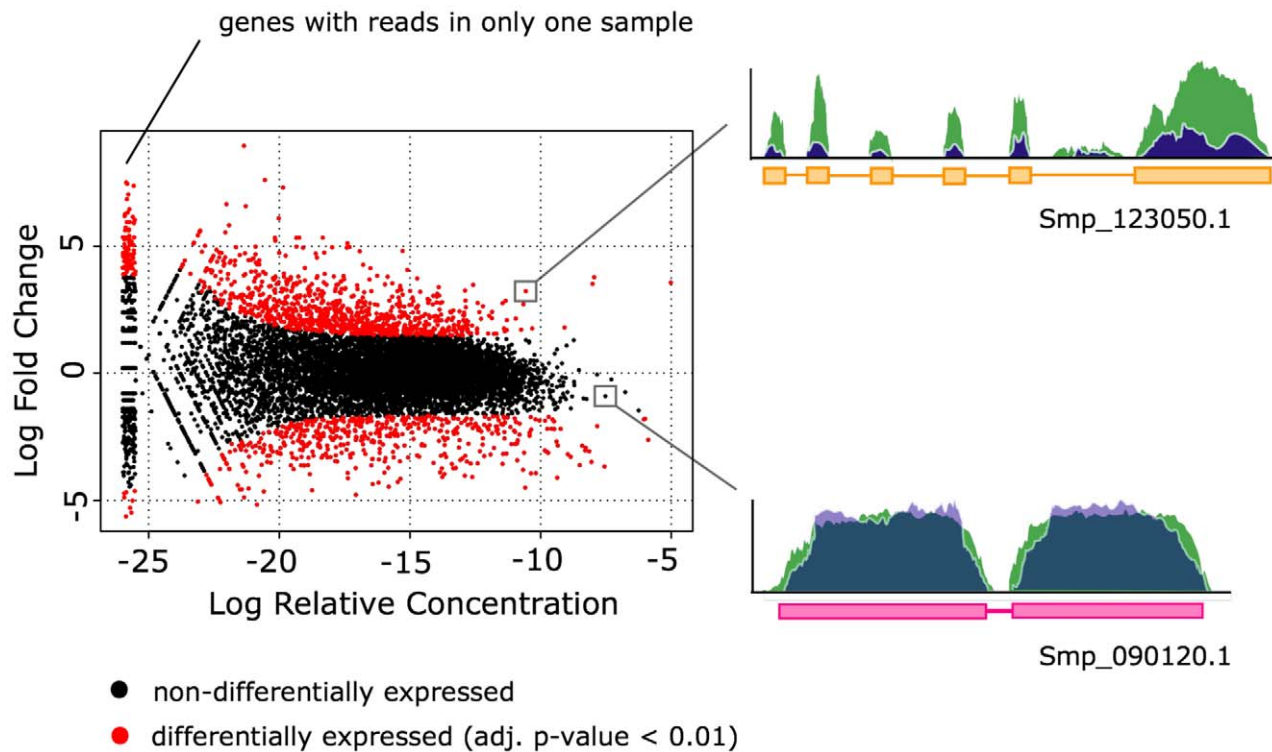 genes with reads in only one sample
Smp_123050.1
Log Fold Change
5
0
-5
-25
-20
-15
-10
-5
Log Relative Concentration
Smp_090120.1
non-differentially expressed
differentially expressed (adj. p-value < 0.01)